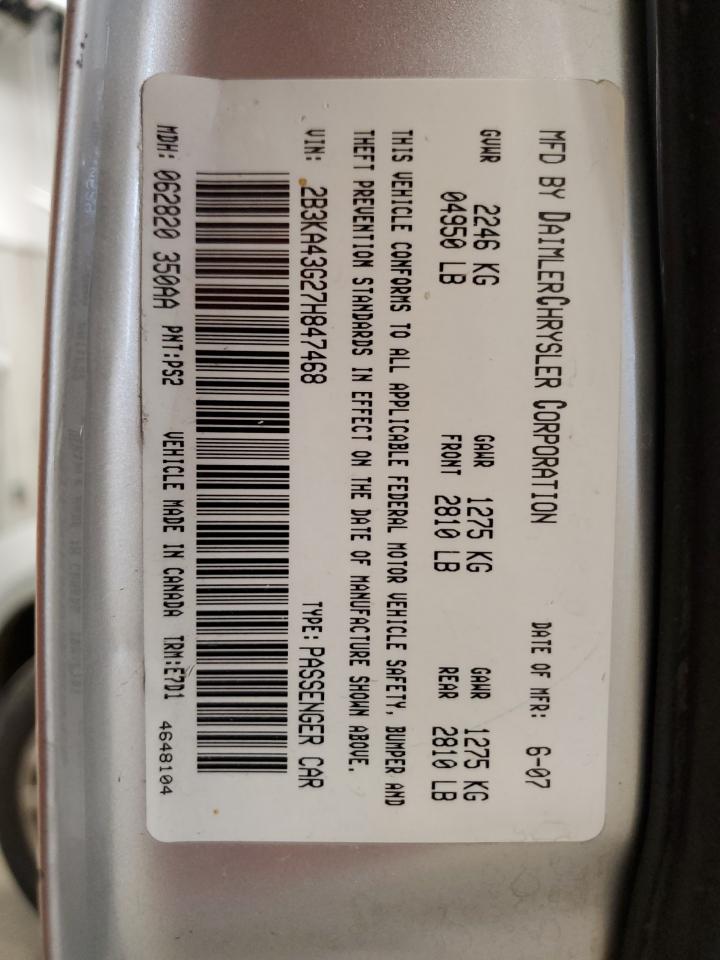 MFD BY DAIMLERCHRYSLER CORPORATION DATE OF MFR: 6-07
GVWR 2246 KG GAWR 1275 KG GAWR 1275 KG
04950 LB FRONT 2810 LB REAR 2810 LB
THIS VEHICLE CONFORMS TO ALL APPLICABLE FEDERAL MOTOR VEHICLE SAFETY, BUMPER AND
THEFT PREVENTION STANDARDS IN EFFECT ON THE DATE OF MANUFACTURE SHOWN ABOVE.
VIN: 2B3KA43G27H847468 TYPE: PASSENGER CAR
MDH: 062820 350AA PNT:PS2 VEHICLE MADE IN CANADA TRM:E7D1 4648104